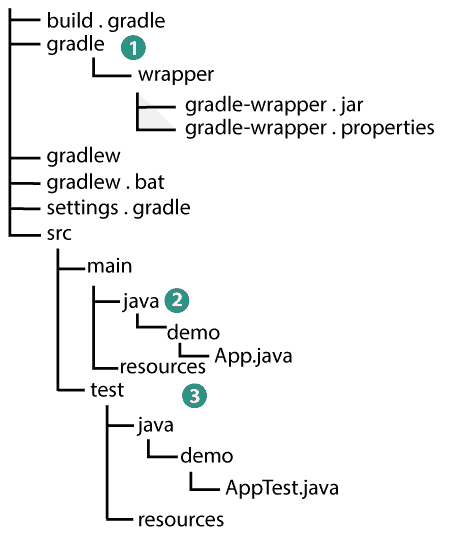 build . gradle
gradle 1
wrapper
gradle-wrapper . jar
gradle-wrapper . properties
gradlew
gradlew . bat
settings . gradle
src
main
java 2
demo
App.java
resources
test 3
java
demo
AppTest.java
resources